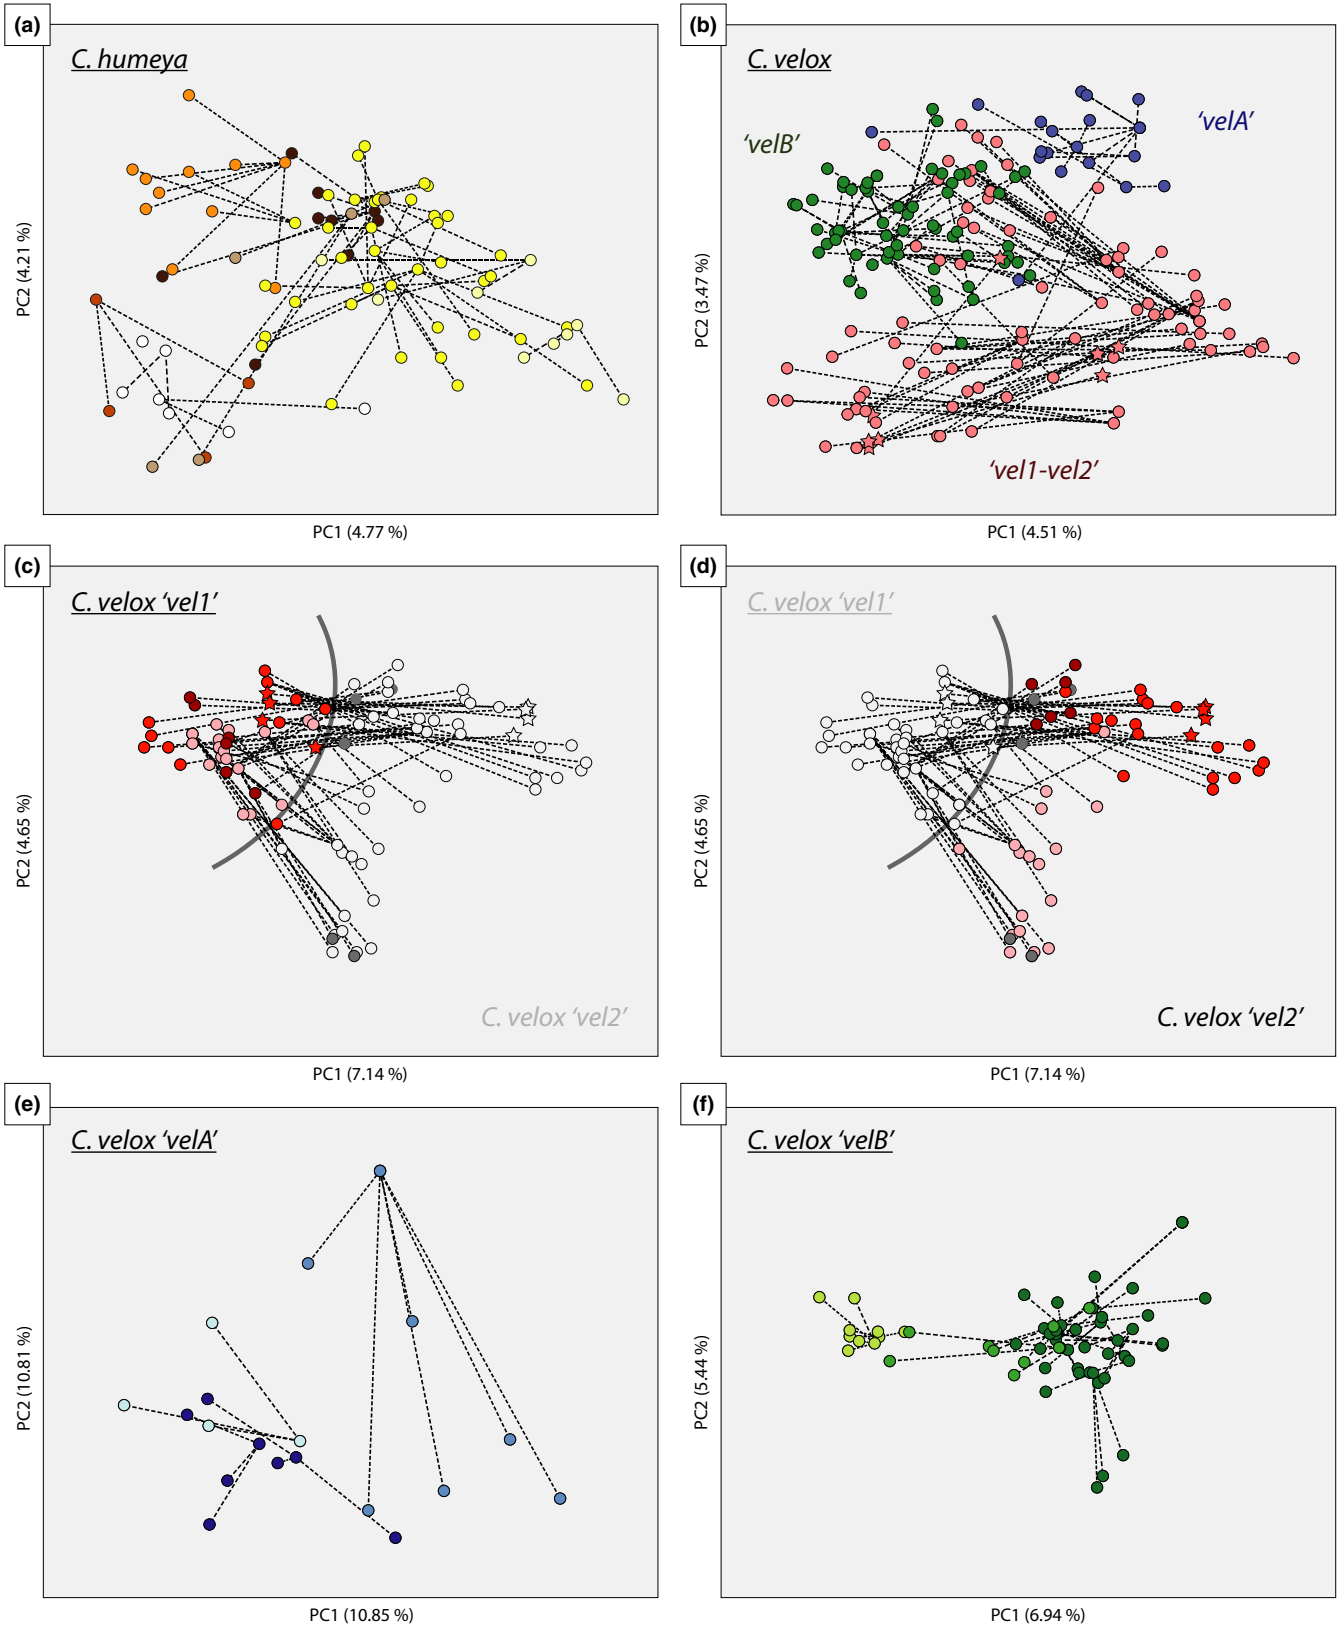 (a)
C. humeya
PC2 (4.21 %)
PC1 (4.77 %)
(b)
C. velox
‘velA’
‘velB’
‘vel1-vel2’
PC2 (3.47 %)
PC1 (4.51 %)
(c)
C. velox ‘vel1’
C. velox ‘vel2’
PC2 (4.65 %)
PC1 (7.14 %)
(d)
C. velox ‘vel1’
C. velox ‘vel2’
PC2 (4.65 %)
PC1 (7.14 %)
(e)
C. velox ‘velA’
PC2 (10.81 %)
PC1 (10.85 %)
(f)
C. velox ‘velB’
PC2 (5.44 %)
PC1 (6.94 %)